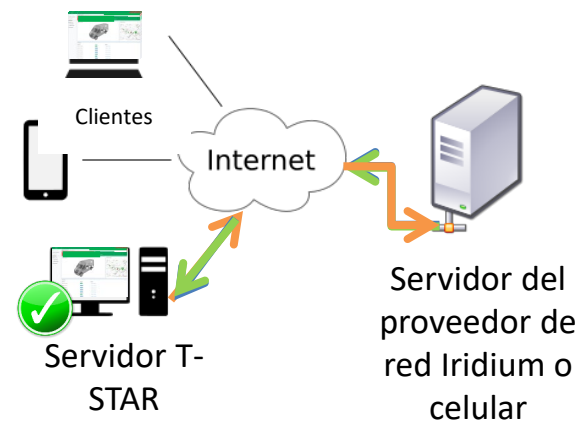 Clientes
Internet
Servidor T-
STAR
Servidor del
proveedor de
red Iridium o
celular